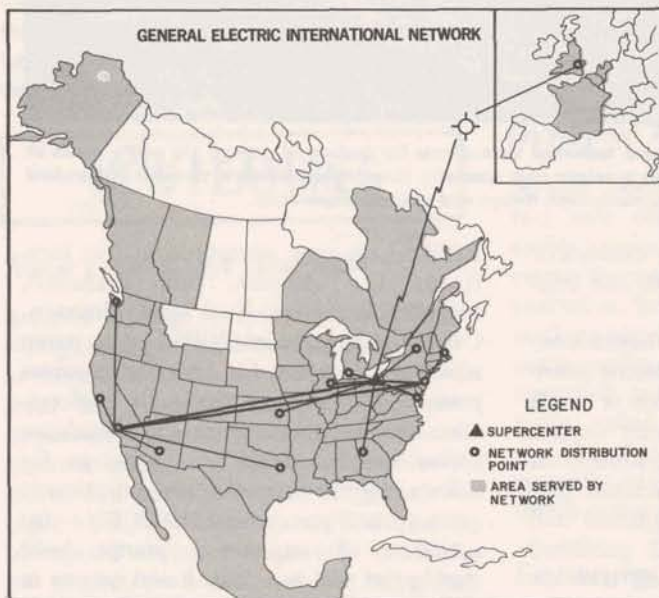 GENERAL ELECTRIC INTERNATIONAL NETWORK
LEGEND
SUPERCENTER
NETWORK DISTRIBUTION
POINT
AREA SERVED BY
NETWORK